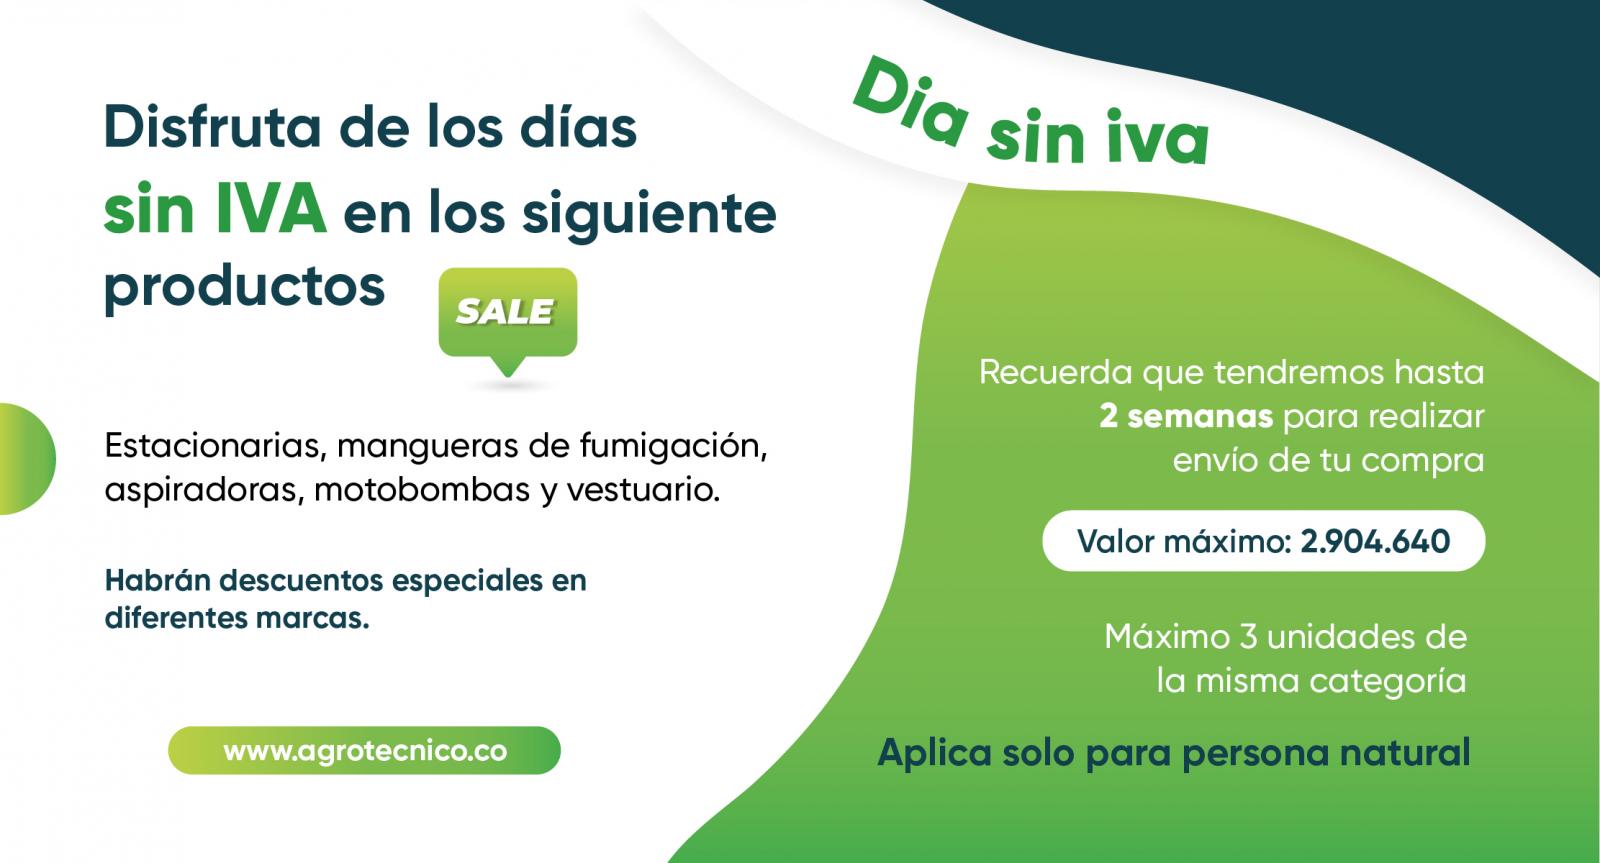 Dia sin iva
Disfruta de los días
sin IVA en los siguiente
productos
SALE
Estacionarias, mangueras de fumigación,
aspiradoras, motobombas y vestuario.
Habrán descuentos especiales en
diferentes marcas.
www.agrotecnico.co
Recuerda que tendremos hasta
2 semanas para realizar
envío de tu compra
Valor máximo: 2.904.640
Máximo 3 unidades de
la misma categoría
Aplica solo para persona natural